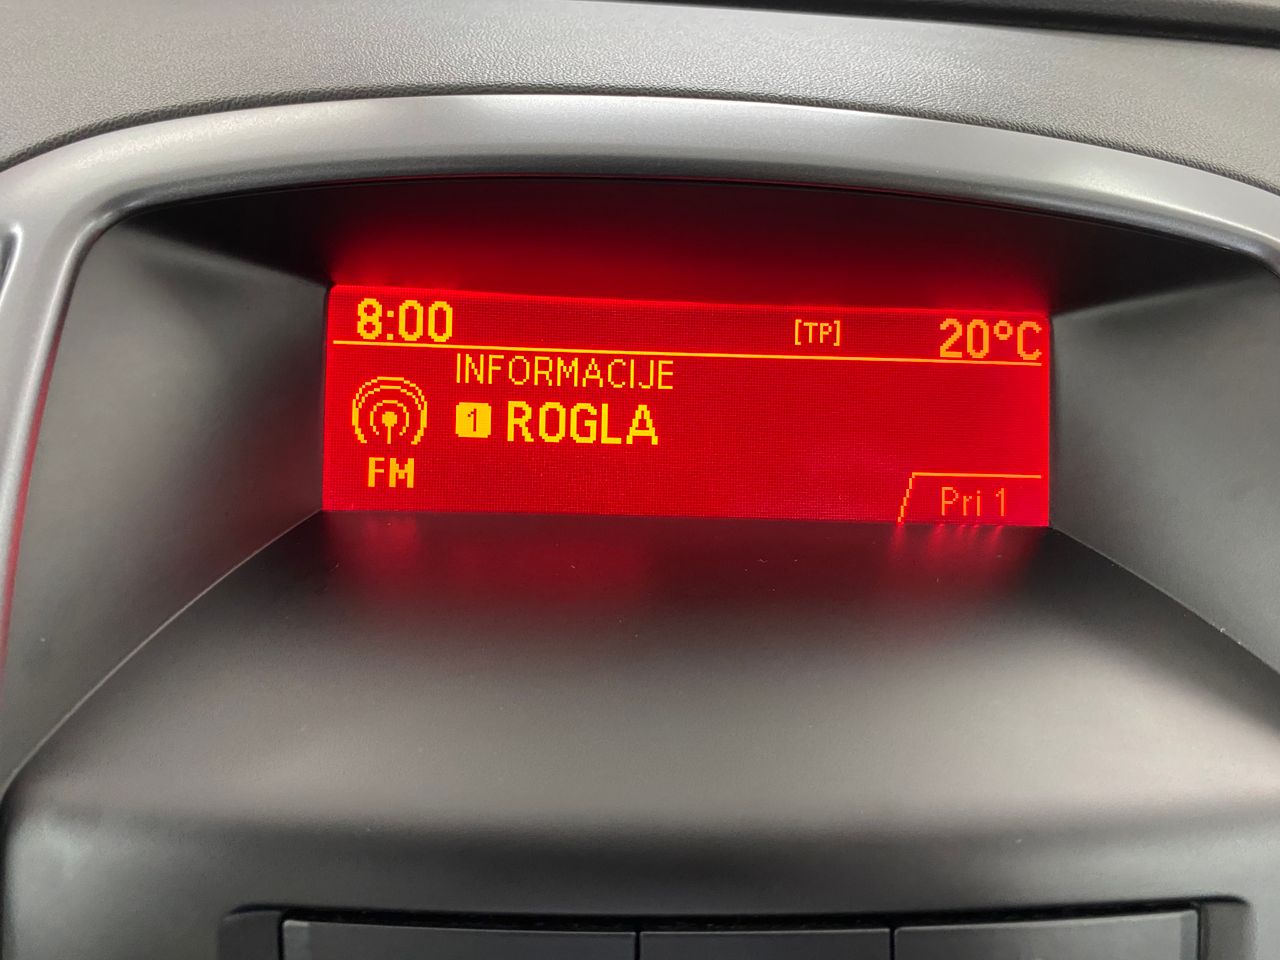 8:00 [TP] 20°C
INFORMACIJE
1 ROGLA
FM
Pri 1